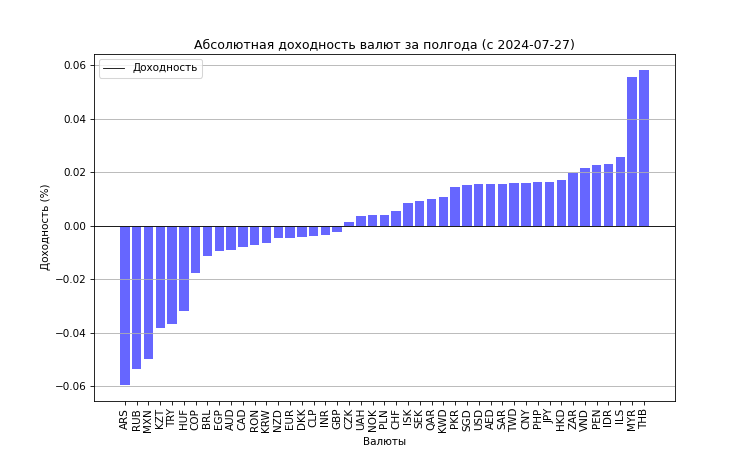 Абсолютная доходность валют за полгода (с 2024-07-27)
Доходность
0.06
0.04
0.02
0.00
−0.02
−0.04
−0.06
Доходность (%)
ARS RUB MXN KZT TRY HUF COP BRL EGP AUD CAD RON KRW NZD EUR DKK CLP INR GBP CZK UAH NOK PLN CHF ISK SEK QAR KWD PKR SGD USD AED SAR TWD CNY PHP JPY HKD ZAR VND PEN IDR ILS MYR THB
Валюты